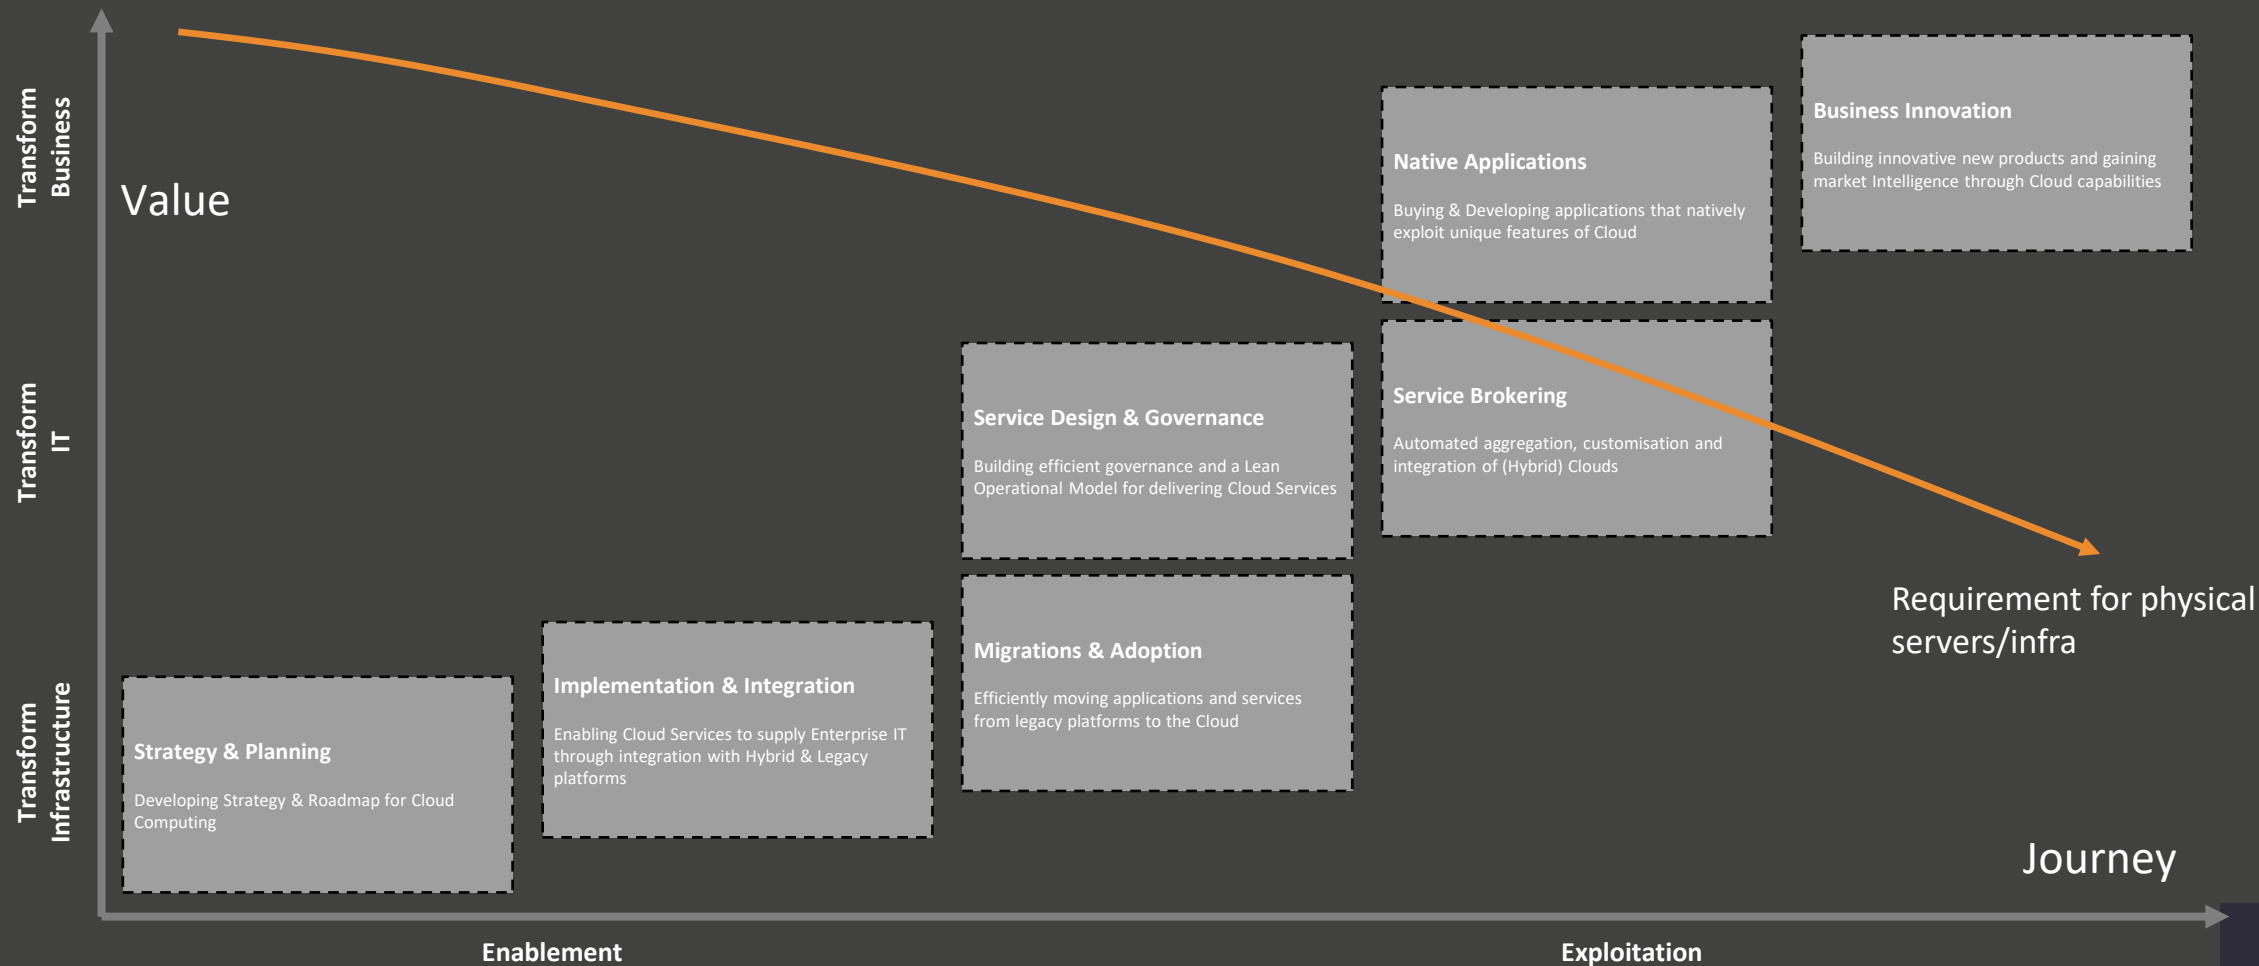 Transform
Business
Value
Transform
IT
Transform
Infrastructure
Strategy & Planning
Developing Strategy & Roadmap for Cloud
Computing
Implementation & Integration
Enabling Cloud Services to supply Enterprise IT
through integration with Hybrid & Legacy
platforms
Service Design & Governance
Building efficient governance and a Lean
Operational Model for delivering Cloud Services
Migrations & Adoption
Efficiently moving applications and services
from legacy platforms to the Cloud
Native Applications
Buying & Developing applications that natively
exploit unique features of Cloud
Service Brokering
Automated aggregation, customisation and
integration of (Hybrid) Clouds
Business Innovation
Building innovative new products and gaining
market Intelligence through Cloud capabilities
Requirement for physical
servers/infra
Journey
Enablement
Exploitation